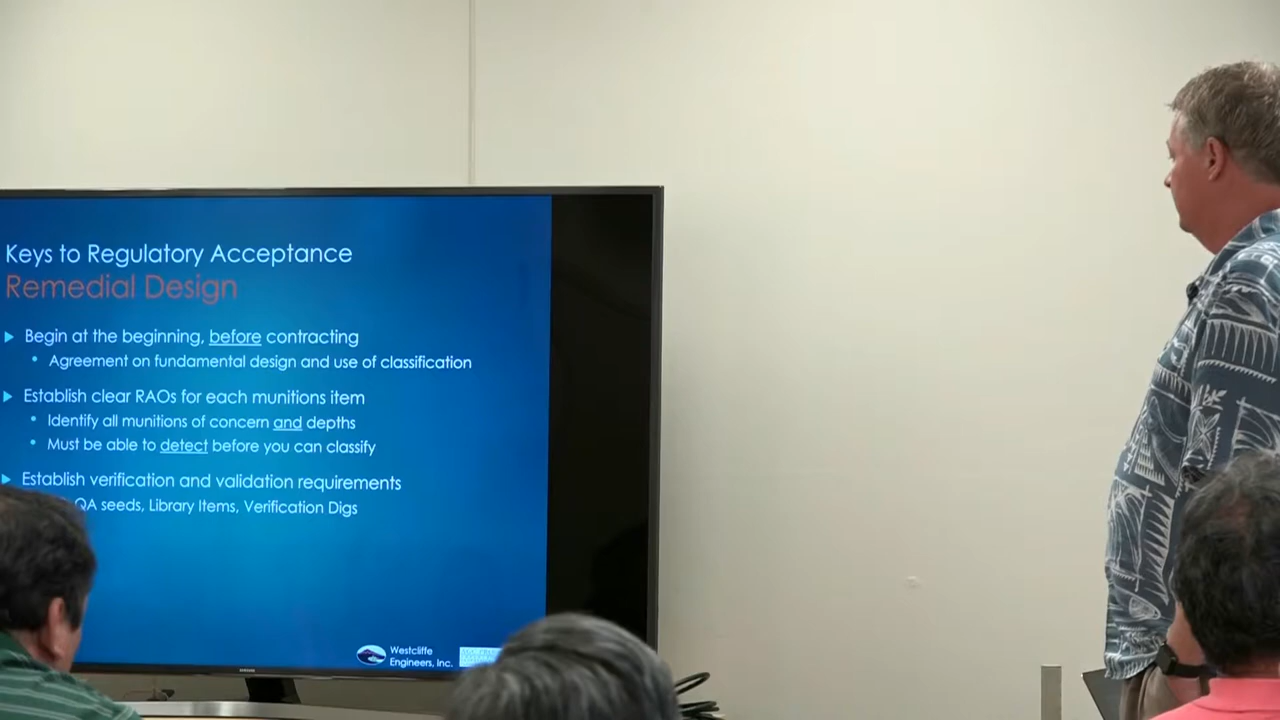 Keys to Regulatory Acceptance
Remedial Design
Begin at the beginning, before contracting
Agreement on fundamental design and use of classification
Establish clear RAOs for each munitions item
Identify all munitions of concern and depths
Must be able to detect before you can classify
Establish verification and validation requirements
QA seeds, Library Items, Verification Digs
Westcliffe
Engineers, Inc.
SAMSUNG